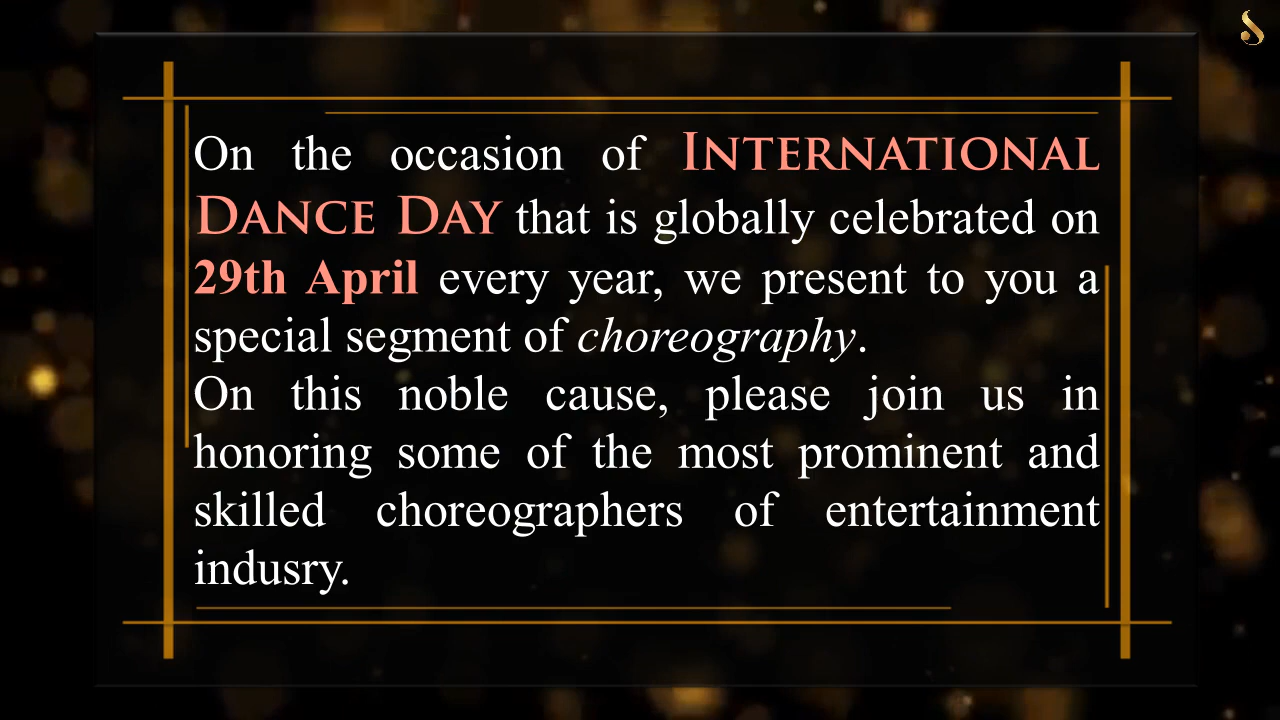 On the occasion of INTERNATIONAL
DANCE DAY that is globally celebrated on
29th April every year, we present to you a
special segment of choreography.
On this noble cause, please join us in
honoring some of the most prominent and
skilled choreographers of entertainment
indusry.